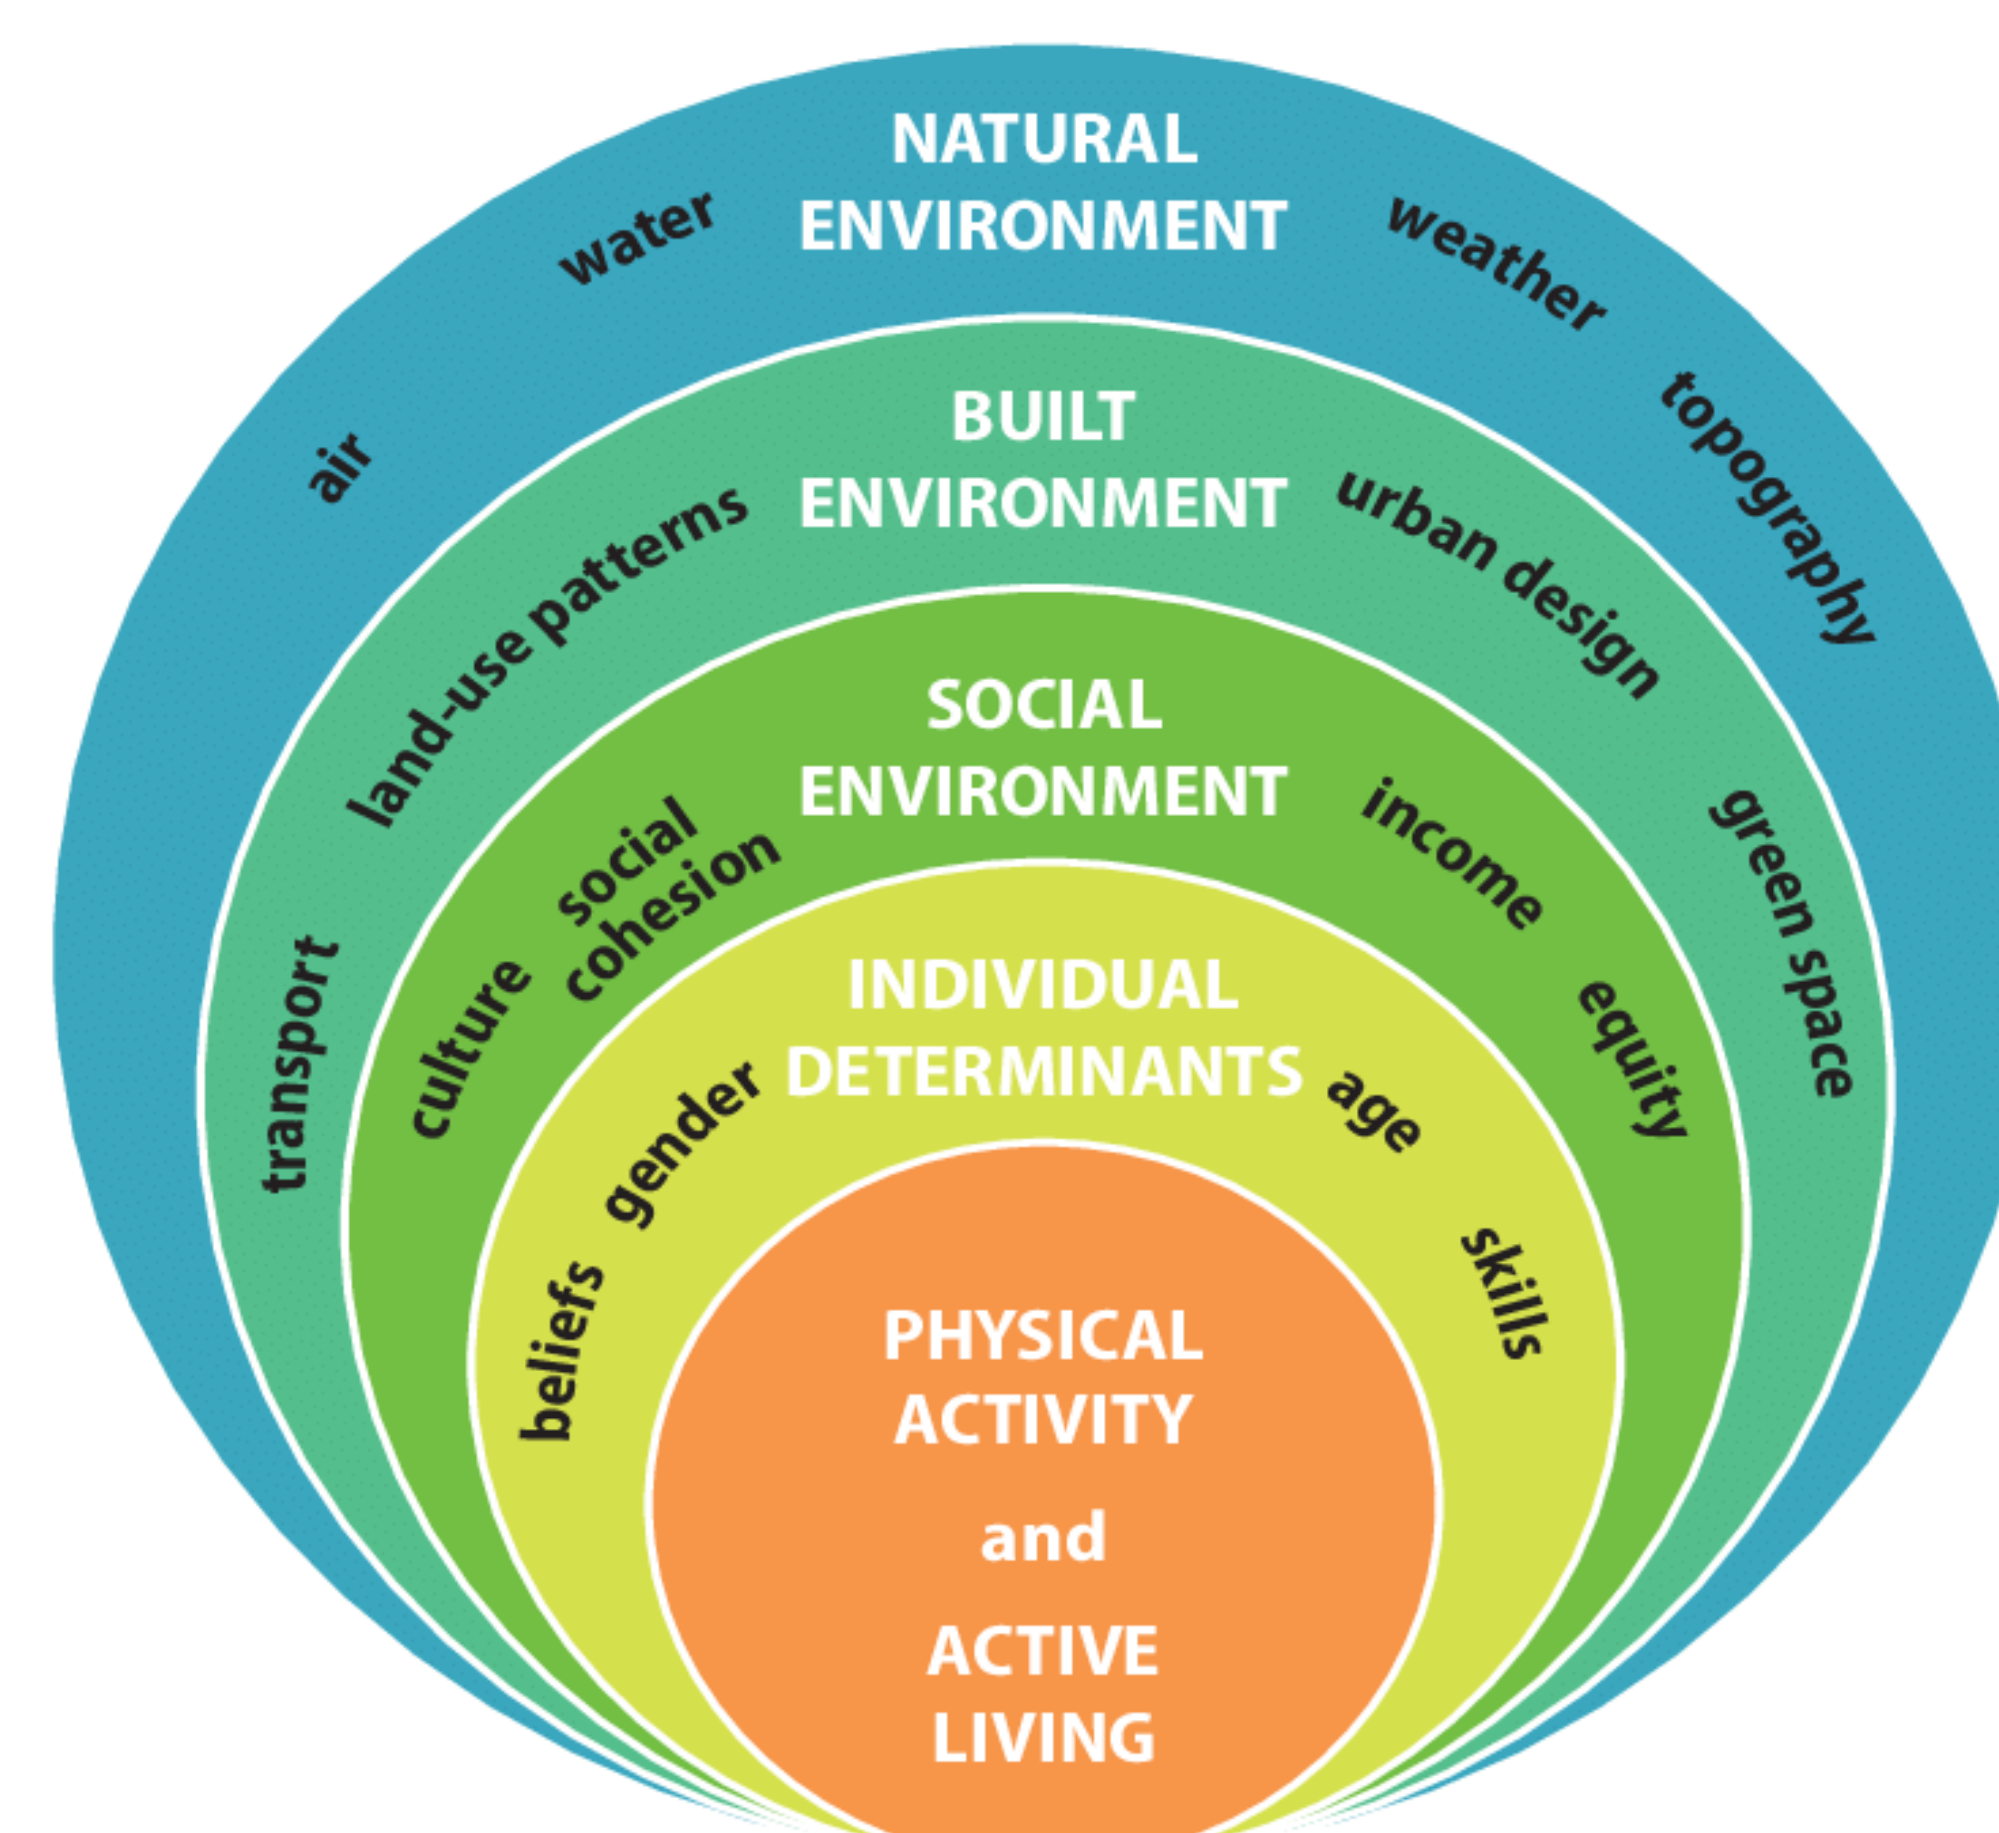 NATURAL
ENVIRONMENT
water
weather
air
topography
BUILT
ENVIRONMENT
land-use patterns
urban design
transport
green space
SOCIAL
ENVIRONMENT
social
cohesion
income
culture
equity
INDIVIDUAL
DETERMINANTS
gender
age
beliefs
skills
PHYSICAL
ACTIVITY
and
ACTIVE
LIVING